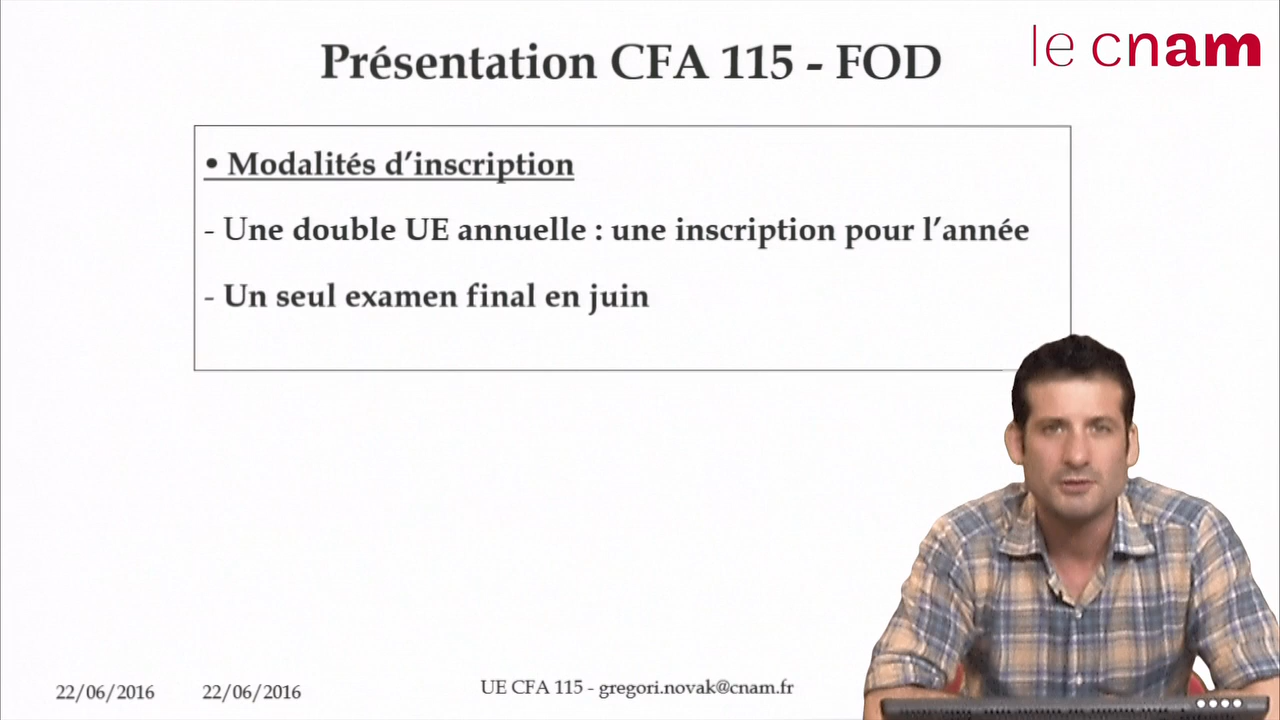 Présentation CFA 115 - FOD
le cnam
• Modalités d’inscription
- Une double UE annuelle : une inscription pour l’année
- Un seul examen final en juin
22/06/2016
22/06/2016
UE CFA 115 - gregori.novak@cnam.fr